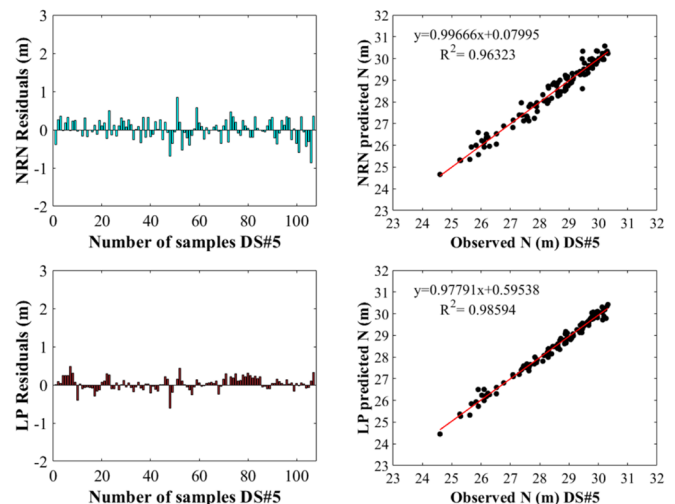 3
2
1
0
-1
-2
NRN Residuals (m)
0 20 40 60 80 100
Number of samples DS#5
32
31
30
29
28
27
26
25
24
23
NRN predicted N (m)
y=0.99666x+0.07995
R²= 0.96323
23 24 25 26 27 28 29 30 31 32
Observed N (m) DS#5
3
2
1
0
-1
-2
LP Residuals (m)
0 20 40 60 80 100
Number of samples DS#5
32
31
30
29
28
27
26
25
24
23
LP predicted N (m)
y=0.97791x+0.59538
R²= 0.98594
23 24 25 26 27 28 29 30 31 32
Observed N (m) DS#5